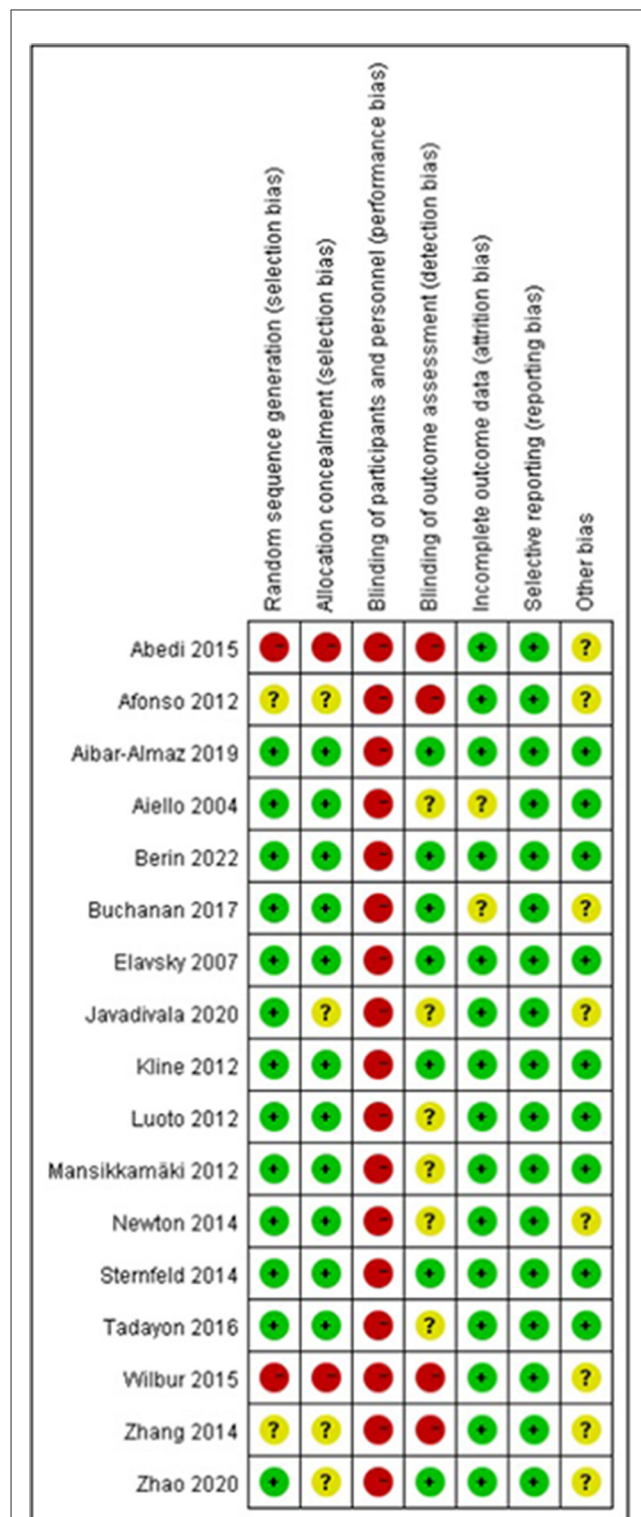 Random sequence generation (selection bias)
Allocation concealment (selection bias)
Blinding of participants and personnel (performance bias)
Blinding of outcome assessment (detection bias)
Incomplete outcome data (attrition bias)
Selective reporting (reporting bias)
Other bias
Abedi 2015 - - - - + + ?
Afonso 2012 ? ? - - + + ?
Aibar-Almaz 2019 + + - + + + +
Aiello 2004 + + - ? ? + +
Berin 2022 + + - + + + +
Buchanan 2017 + + - + ? + ?
Elavsky 2007 + + - + + + +
Javadivala 2020 + ? - ? + + ?
Kline 2012 + + - + + + +
Luoto 2012 + + - ? + + +
Mansikkamäki 2012 + + - ? + + +
Newton 2014 + + - ? + + ?
Sternfeld 2014 + + - + + + +
Tadayon 2016 + + - ? + + +
Wilbur 2015 - - - - + + ?
Zhang 2014 ? ? - - + + ?
Zhao 2020 + ? - + + + ?